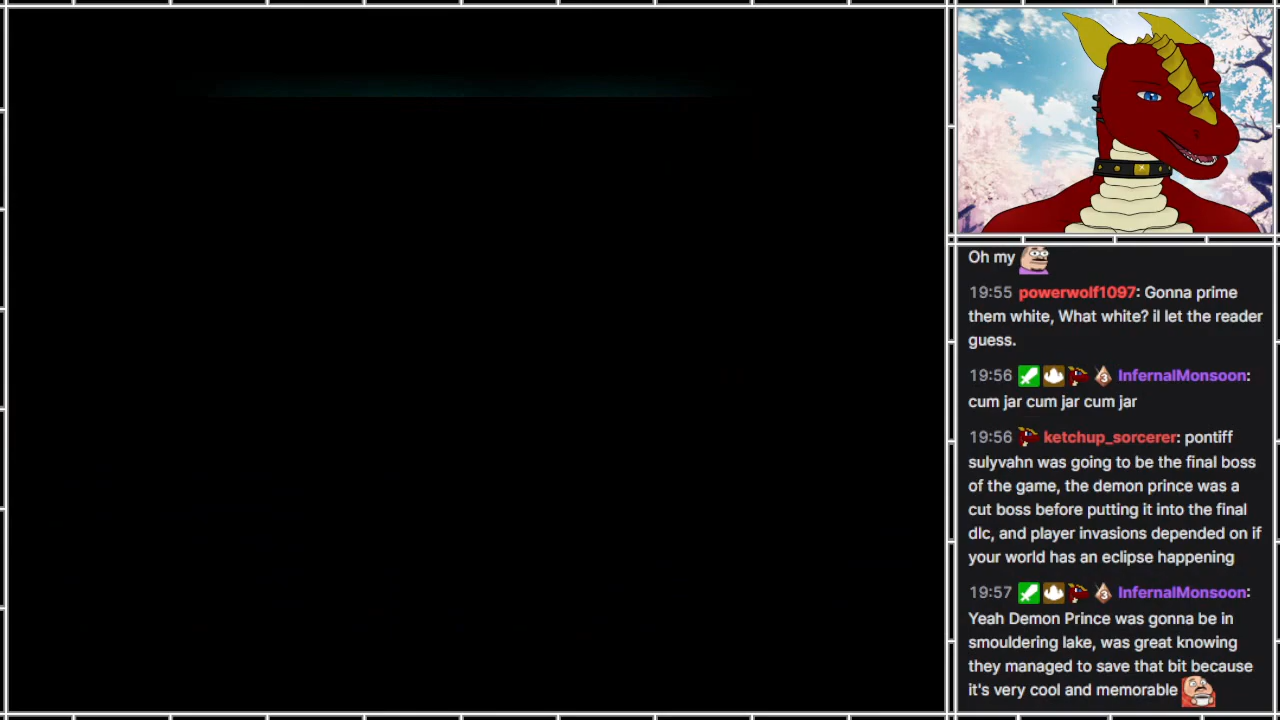 Oh my
19:55 powerwolf1097: Gonna prime
them white, What white? il let the reader
guess.
19:56 InfernalMonsoon:
cum jar cum jar cum jar
19:56 ketchup_sorcerer: pontiff
sulyvahn was going to be the final boss
of the game, the demon prince was a
cut boss before putting it into the final
dlc, and player invasions depended on if
your world has an eclipse happening
19:57 InfernalMonsoon:
Yeah Demon Prince was gonna be in
smouldering lake, was great knowing
they managed to save that bit because
it's very cool and memorable